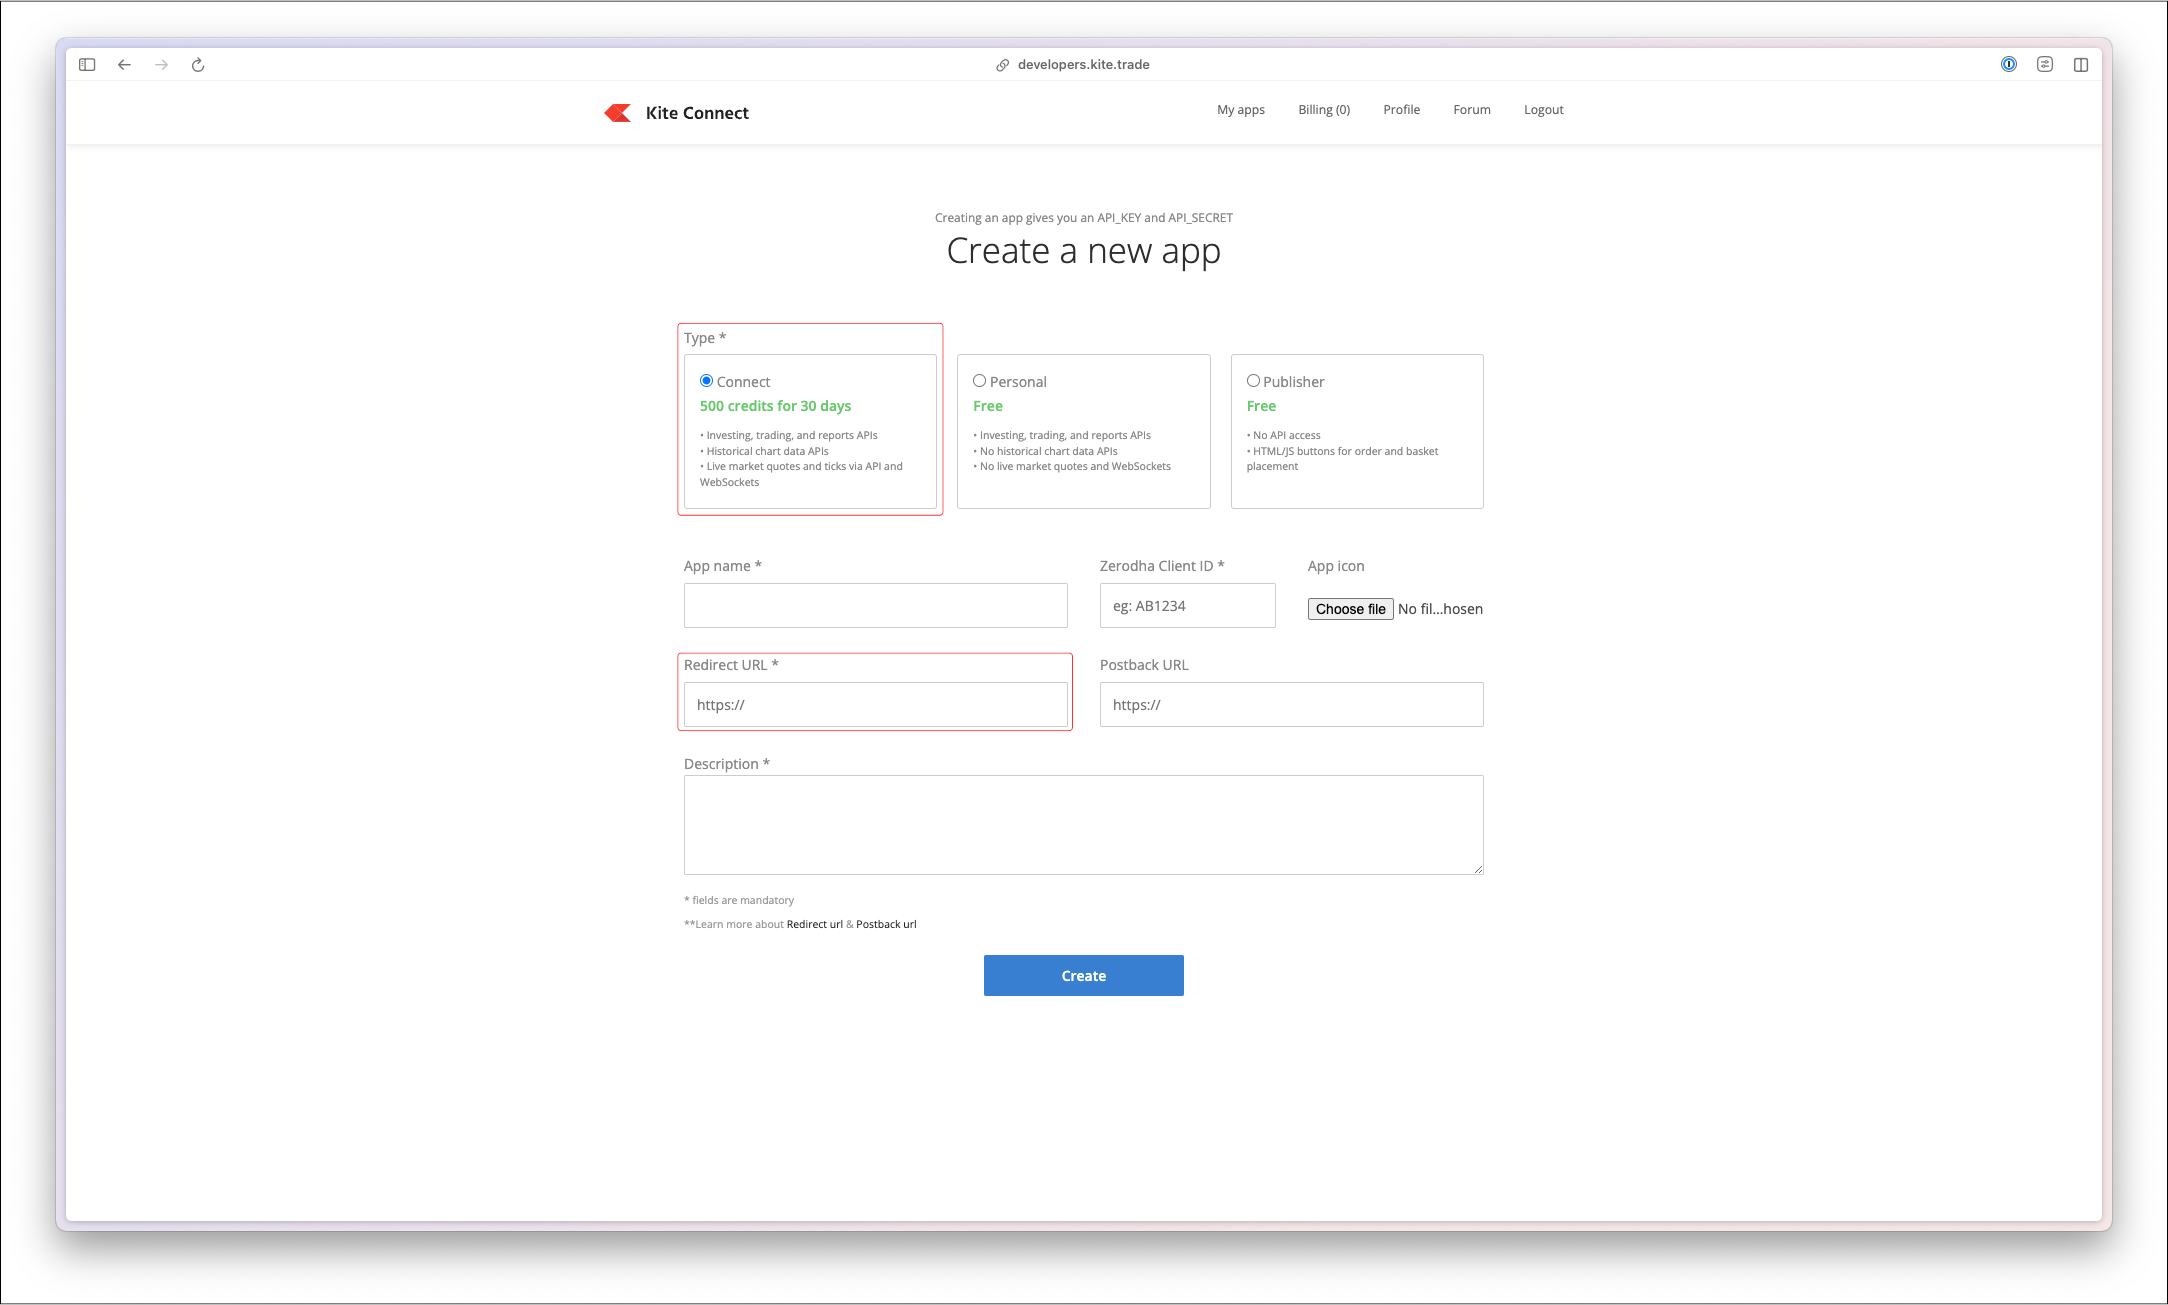 developers.kite.trade
Kite Connect
My apps
Billing (0)
Profile
Forum
Logout
Creating an app gives you an API_KEY and API_SECRET
Create a new app
Type *
Connect
500 credits for 30 days
• Investing, trading, and reports APIs
• Historical chart data APIs
• Live market quotes and ticks via API and
WebSockets
Personal
Free
• Investing, trading, and reports APIs
• No historical chart data APIs
• No live market quotes and WebSockets
Publisher
Free
• No API access
• HTML/JS buttons for order and basket
placement
App name *
Zerodha Client ID *
eg: AB1234
App icon
Choose file No fil...hosen
Redirect URL *
https://
Postback URL
https://
Description *
* fields are mandatory
**Learn more about Redirect url & Postback url
Create